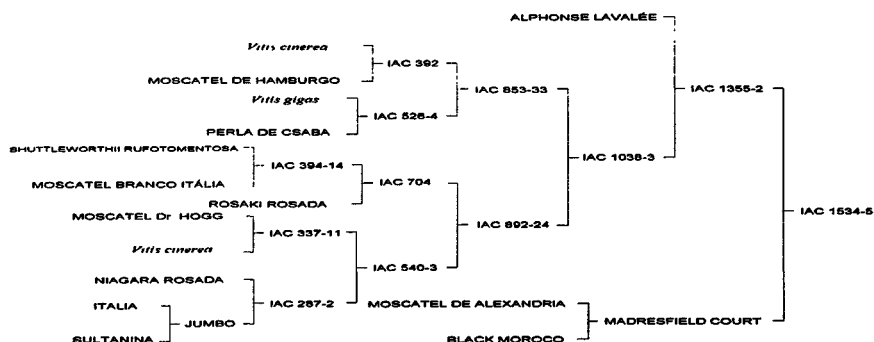 ALPHONSE LAVALÉE
Vitis cinerea
IAC 392
MOSCATEL DE HAMBURGO
IAC 853-33
IAC 1355-2
Vitis gigas
IAC 526-4
PERLA DE CSABA
SHUTTLEWORTHII RUFOTOMENTOSA
IAC 1038-3
IAC 394-14
MOSCATEL BRANCO ITÁLIA
IAC 704
ROSAKI ROSADA
IAC 1534-5
MOSCATEL Dr HOGG
IAC 892-24
IAC 337-11
Vitis cinerea
IAC 540-3
NIAGARA ROSADA
IAC 287-2
MOSCATEL DE ALEXANDRIA
ITALIA
JUMBO
MADRESFIELD COURT
SULTANINA
BLACK MOROCO